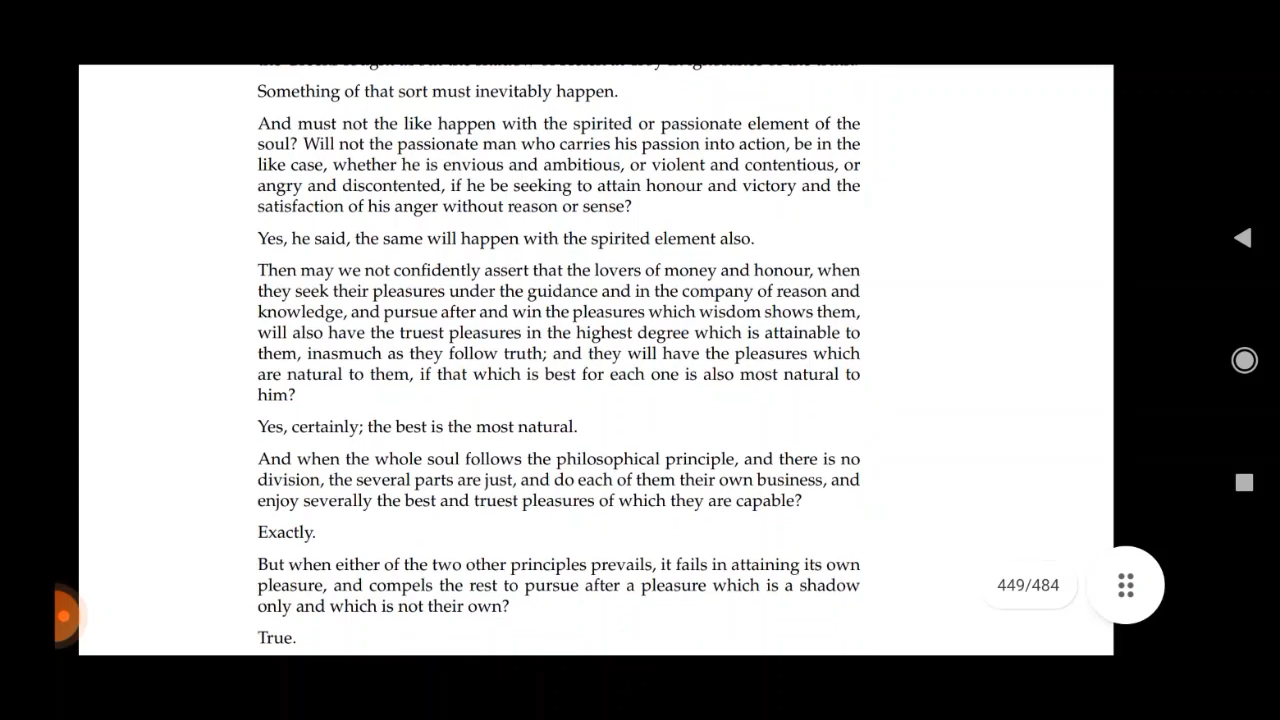 Something of that sort must inevitably happen.
And must not the like happen with the spirited or passionate element of the
soul? Will not the passionate man who carries his passion into action, be in the
like case, whether he is envious and ambitious, or violent and contentious, or
angry and discontented, if he be seeking to attain honour and victory and the
satisfaction of his anger without reason or sense?
Yes, he said, the same will happen with the spirited element also.
Then may we not confidently assert that the lovers of money and honour, when
they seek their pleasures under the guidance and in the company of reason and
knowledge, and pursue after and win the pleasures which wisdom shows them,
will also have the truest pleasures in the highest degree which is attainable to
them, inasmuch as they follow truth; and they will have the pleasures which
are natural to them, if that which is best for each one is also most natural to
him?
Yes, certainly; the best is the most natural.
And when the whole soul follows the philosophical principle, and there is no
division, the several parts are just, and do each of them their own business, and
enjoy severally the best and truest pleasures of which they are capable?
Exactly.
But when either of the two other principles prevails, it fails in attaining its own
pleasure, and compels the rest to pursue after a pleasure which is a shadow
only and which is not their own?
449/484
True.